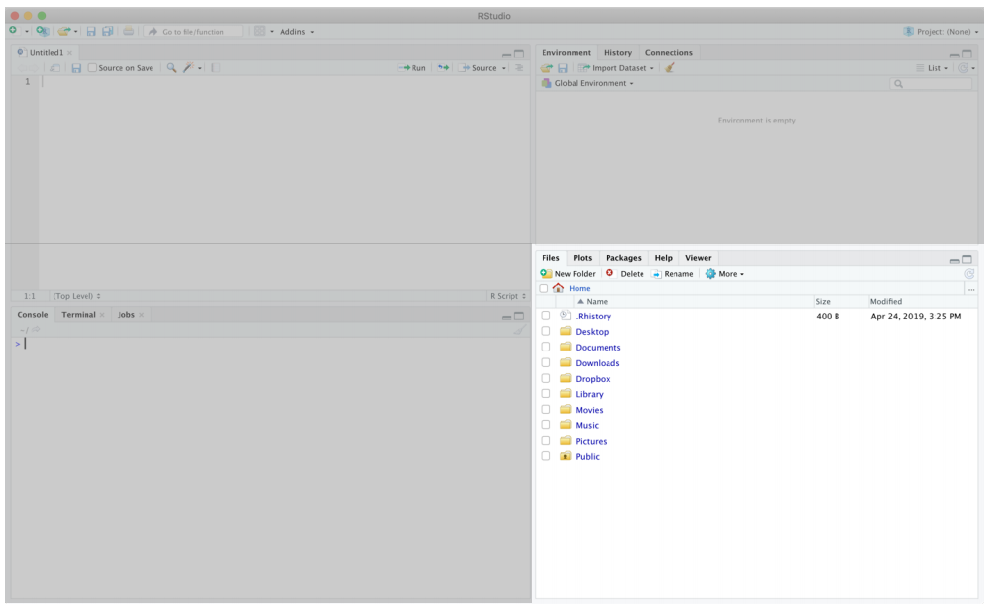 RStudio
Go to file/function Addins Project: (None)
Untitled1
Source on Save Run Source
1
1:1 (Top Level) R Script
Console Terminal Jobs
~/
>
Environment History Connections
Import Dataset List
Global Environment
Environment is empty
Files Plots Packages Help Viewer
New Folder Delete Rename More
Home ...
Name Size Modified
.Rhistory 400 B Apr 24, 2019, 3:25 PM
Desktop
Documents
Downloads
Dropbox
Library
Movies
Music
Pictures
Public